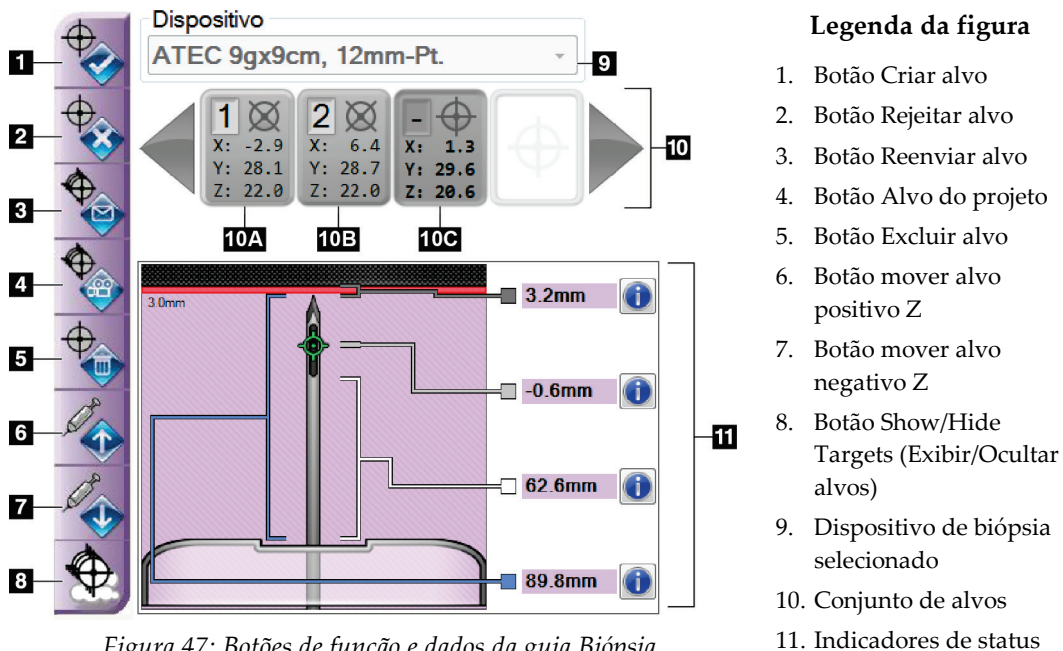 Dispositivo
ATEC 9gx9cm, 12mm-Pt.
1
2
3
4
5
6
7
8
9
1
X: -2.9
Y: 28.1
Z: 22.0
2
X: 6.4
Y: 28.7
Z: 22.0
-
X: 1.3
Y: 29.6
Z: 20.6
10
10A
10B
10C
3.0mm
3.2mm
-0.6mm
62.6mm
89.8mm
11
Figura 47: Botões de função e dados da guia Biópsia
Legenda da figura
1. Botão Criar alvo
2. Botão Rejeitar alvo
3. Botão Reenviar alvo
4. Botão Alvo do projeto
5. Botão Excluir alvo
6. Botão mover alvo
positivo Z
7. Botão mover alvo
negativo Z
8. Botão Show/Hide
Targets (Exibir/Ocultar
alvos)
9. Dispositivo de biópsia
selecionado
10. Conjunto de alvos
11. Indicadores de status